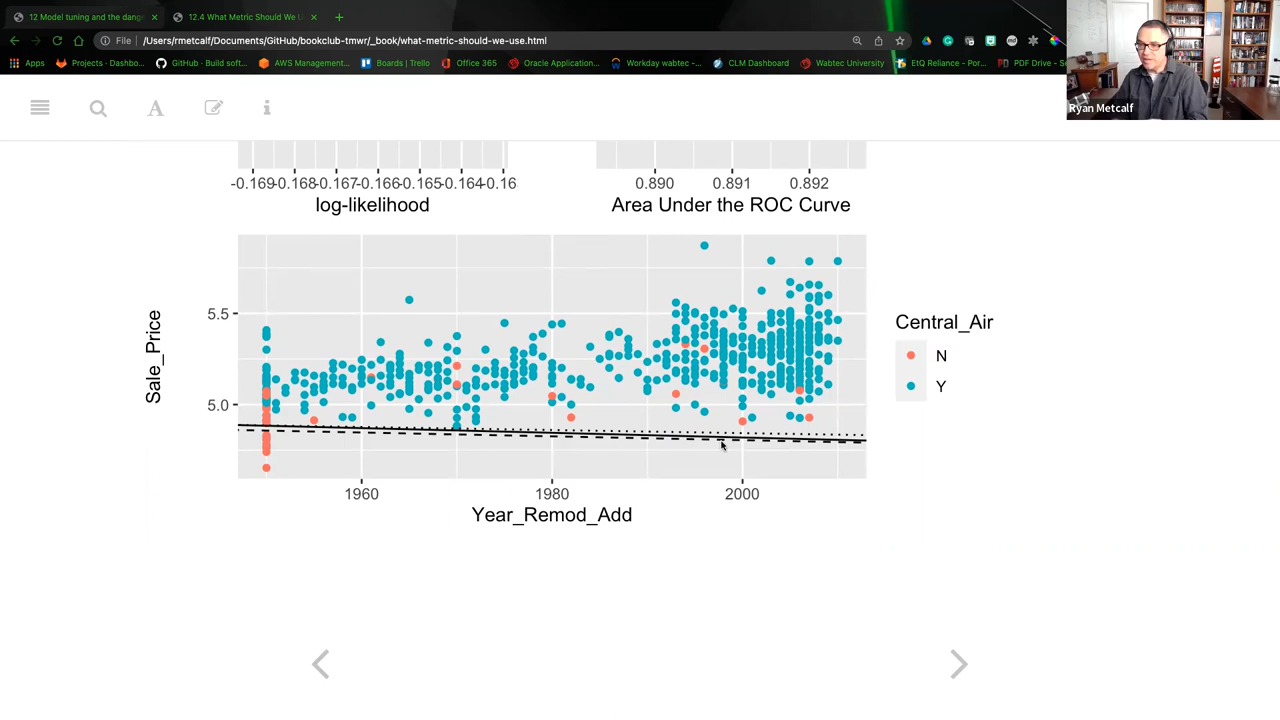 12 Model tuning and the dang
12.4 What Metric Should We U
File
/Users/rmetcalf/Documents/GitHub/bookclub-tmwr/_book/what-metric-should-we-use.html
Apps
Projects - Dashbo...
GitHub - Build soft...
AWS Management...
Boards | Trello
Office 365
Oracle Application...
Workday wabtec -...
CLM Dashboard
Wabtec University
EtQ Reliance - Por...
PDF Drive - Se
Ryan Metcalf
-0.169 -0.168 -0.167 -0.166 -0.165 -0.164 -0.16
0.890 0.891 0.892
log-likelihood
Area Under the ROC Curve
5.5
5.0
Sale_Price
1960 1980 2000
Year_Remod_Add
Central_Air
N
Y